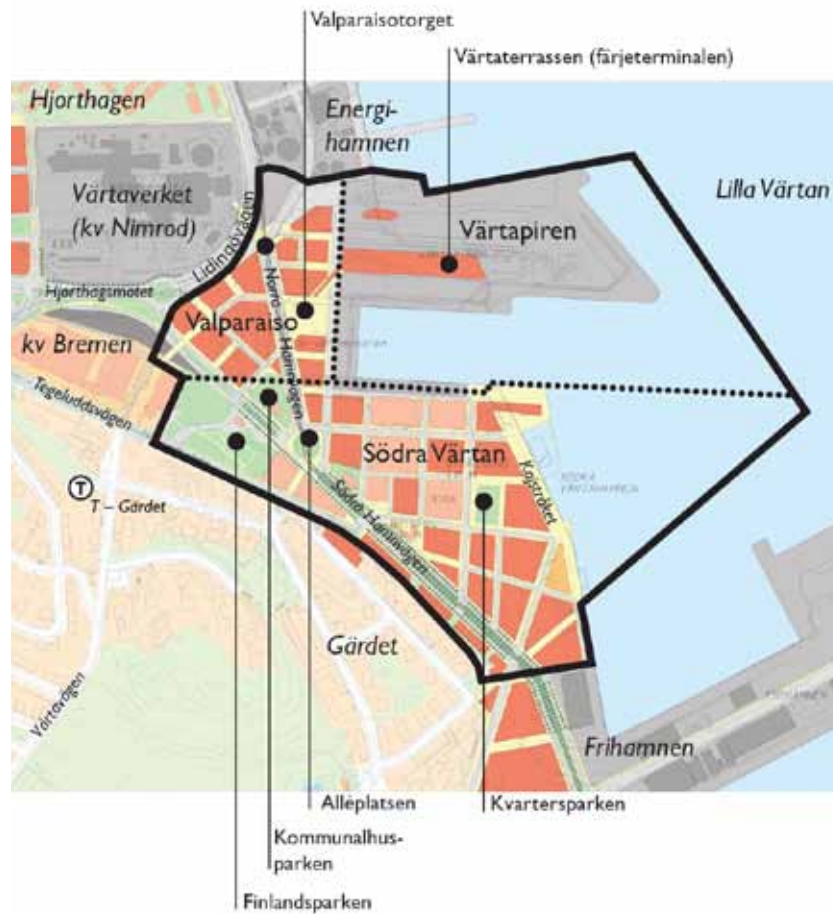 Valparaisotorget
Värtaterrassen (färjeterminalen)
Hjorthagen
Energi-
hamnen
Värtaverket
(kv Nimrod)
Lilla Värtan
Lidingövägen
Värtapiren
Hjorthagsmotet
Norra Hamnvägen
Valparaiso
kv Bremen
Tegeluddsvägen
Södra Värtan
Kajstråket
T
T – Gärdet
Södra Hamnvägen
Gärdet
Värtavägen
Frihamnen
Alléplatsen
Kvartersparken
Kommunalhus-
parken
Finlandsparken